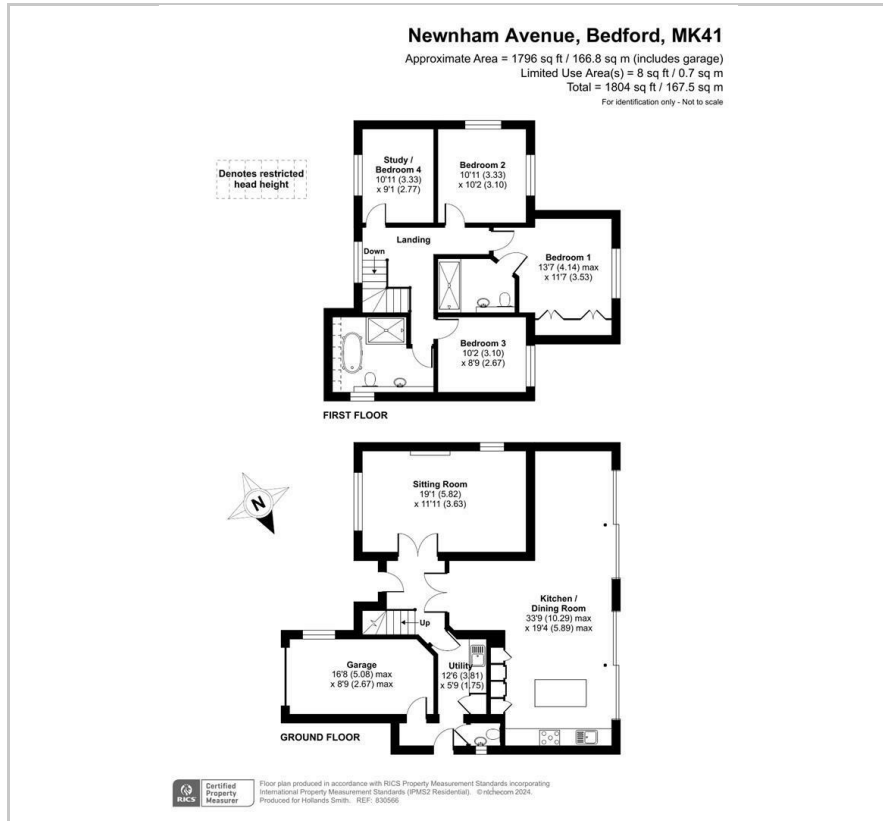 Newnham Avenue, Bedford, MK41
Approximate Area = 1796 sq ft / 166.8 sq m (includes garage)
Limited Use Area(s) = 8 sq ft / 0.7 sq m
Total = 1804 sq ft / 167.5 sq m
For identification only - Not to scale
Denotes restricted
head height
Study /
Bedroom 4
10'11 (3.33)
x 9'1 (2.77)
Bedroom 2
10'11 (3.33)
x 10'2 (3.10)
Landing
Down
Bedroom 1
13'7 (4.14) max
x 11'7 (3.53)
Bedroom 3
10'2 (3.10)
x 8'9 (2.67)
FIRST FLOOR
Sitting Room
19'1 (5.82)
x 11'11 (3.63)
N
Kitchen /
Dining Room
33'9 (10.29) max
x 19'4 (5.89) max
Up
Garage
16'8 (5.08) max
x 8'9 (2.67) max
Utility
12'6 (3.81)
x 5'9 (1.75)
GROUND FLOOR
RICS
Certified
Property
Measurer
Floor plan produced in accordance with RICS Property Measurement Standards incorporating
International Property Measurement Standards (IPMS2 Residential). © nichecom 2024.
Produced for Hollands Smith. REF: 830566